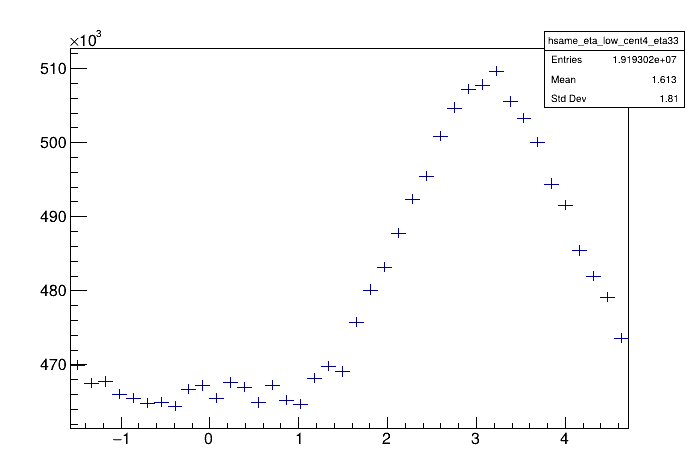 ×10³
hsame_eta_low_cent4_eta33
Entries 1.919302e+07
Mean 1.613
Std Dev 1.81
510
500
490
480
470
−1 0 1 2 3 4